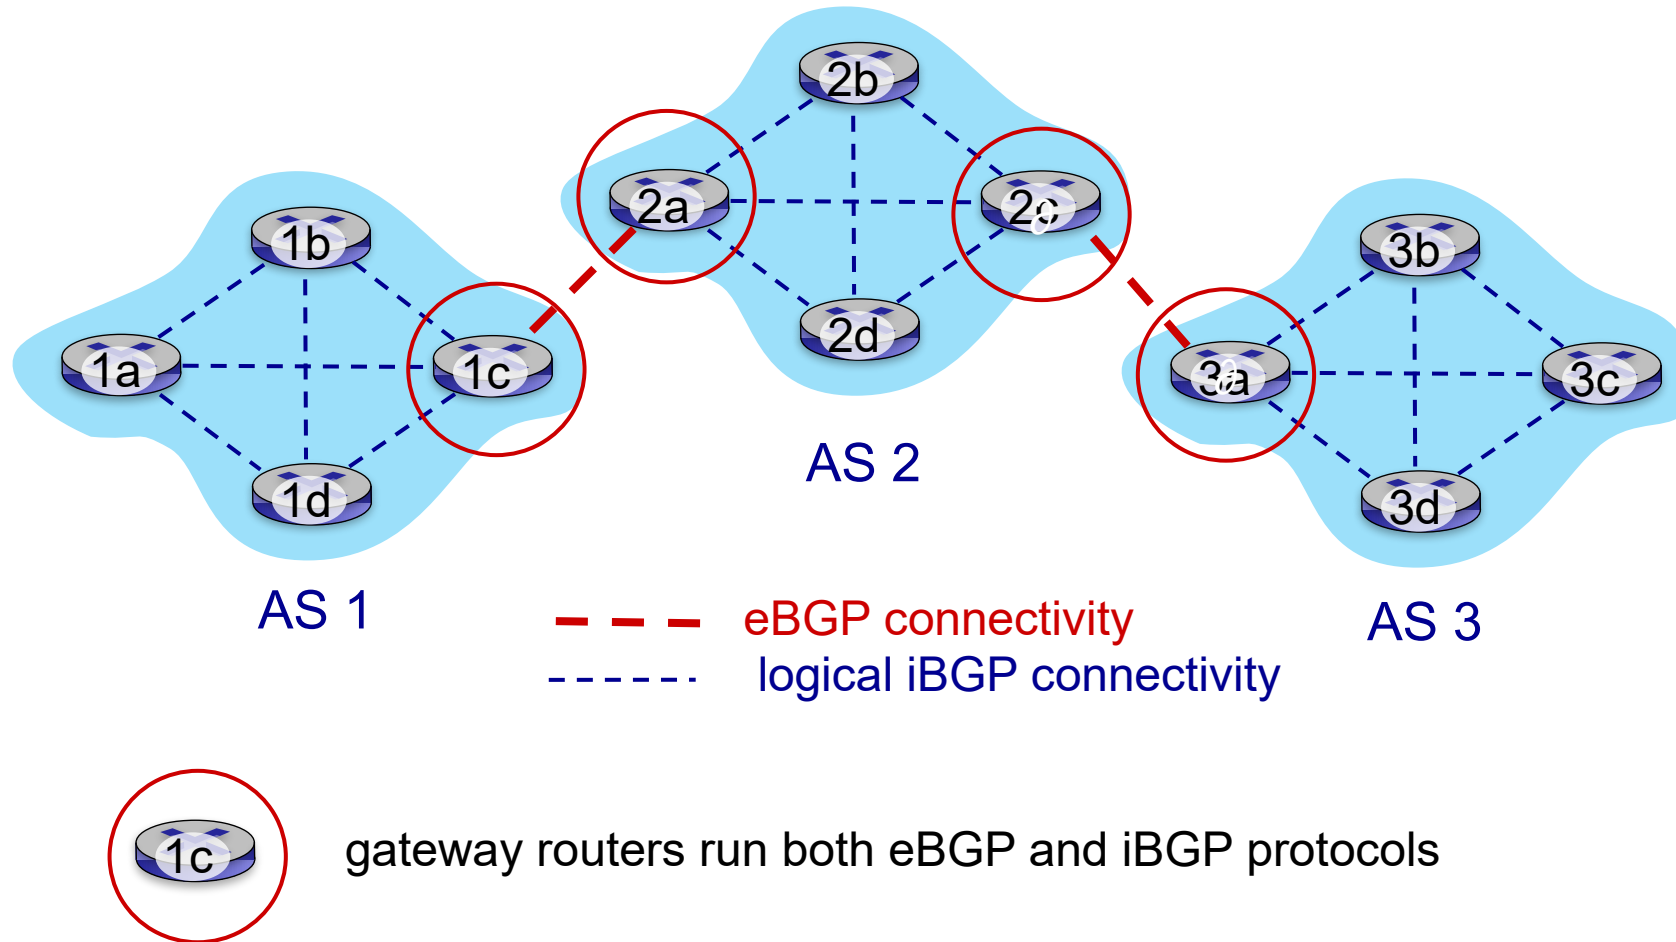 2b
2a
2c
1b
3b
2d
1a
1c
3a
3c
AS 2
1d
3d
AS 1
eBGP connectivity
AS 3
logical iBGP connectivity
1c
gateway routers run both eBGP and iBGP protocols